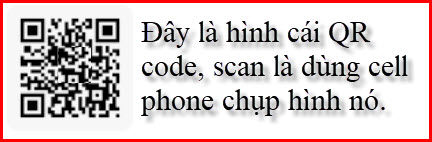 Đây là hình cái QR
code, scan là dùng cell
phone chụp hình nó.